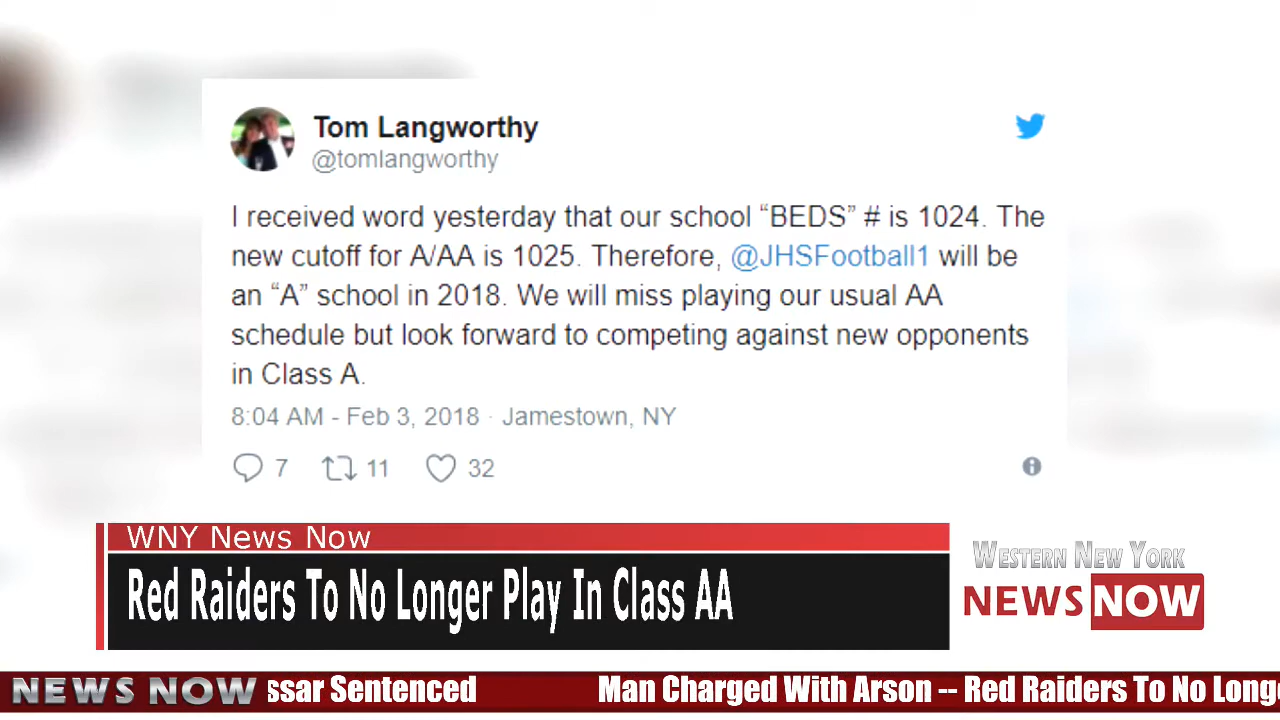 Tom Langworthy
@tomlangworthy
I received word yesterday that our school “BEDS” # is 1024. The
new cutoff for A/AA is 1025. Therefore, @JHSFootball1 will be
an “A” school in 2018. We will miss playing our usual AA
schedule but look forward to competing against new opponents
in Class A.
8:04 AM - Feb 3, 2018 · Jamestown, NY
7 11 32
WNY News Now
Red Raiders To No Longer Play In Class AA
WESTERN NEW YORK
NEWS NOW
NEWS NOW ssar Sentenced Man Charged With Arson -- Red Raiders To No Long